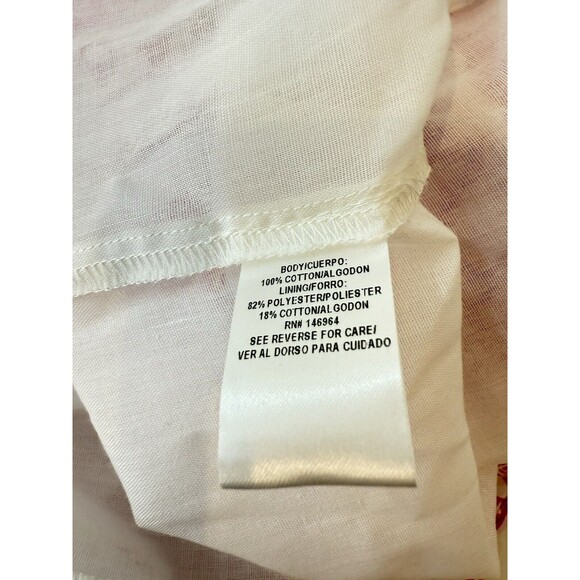 BODY/CUERPO:
100% COTTON/ALGODON
LINING/FORRO:
82% POLYESTER/POLIESTER
18% COTTON/ALGODON
RN# 146964
SEE REVERSE FOR CARE/
VER AL DORSO PARA CUIDADO